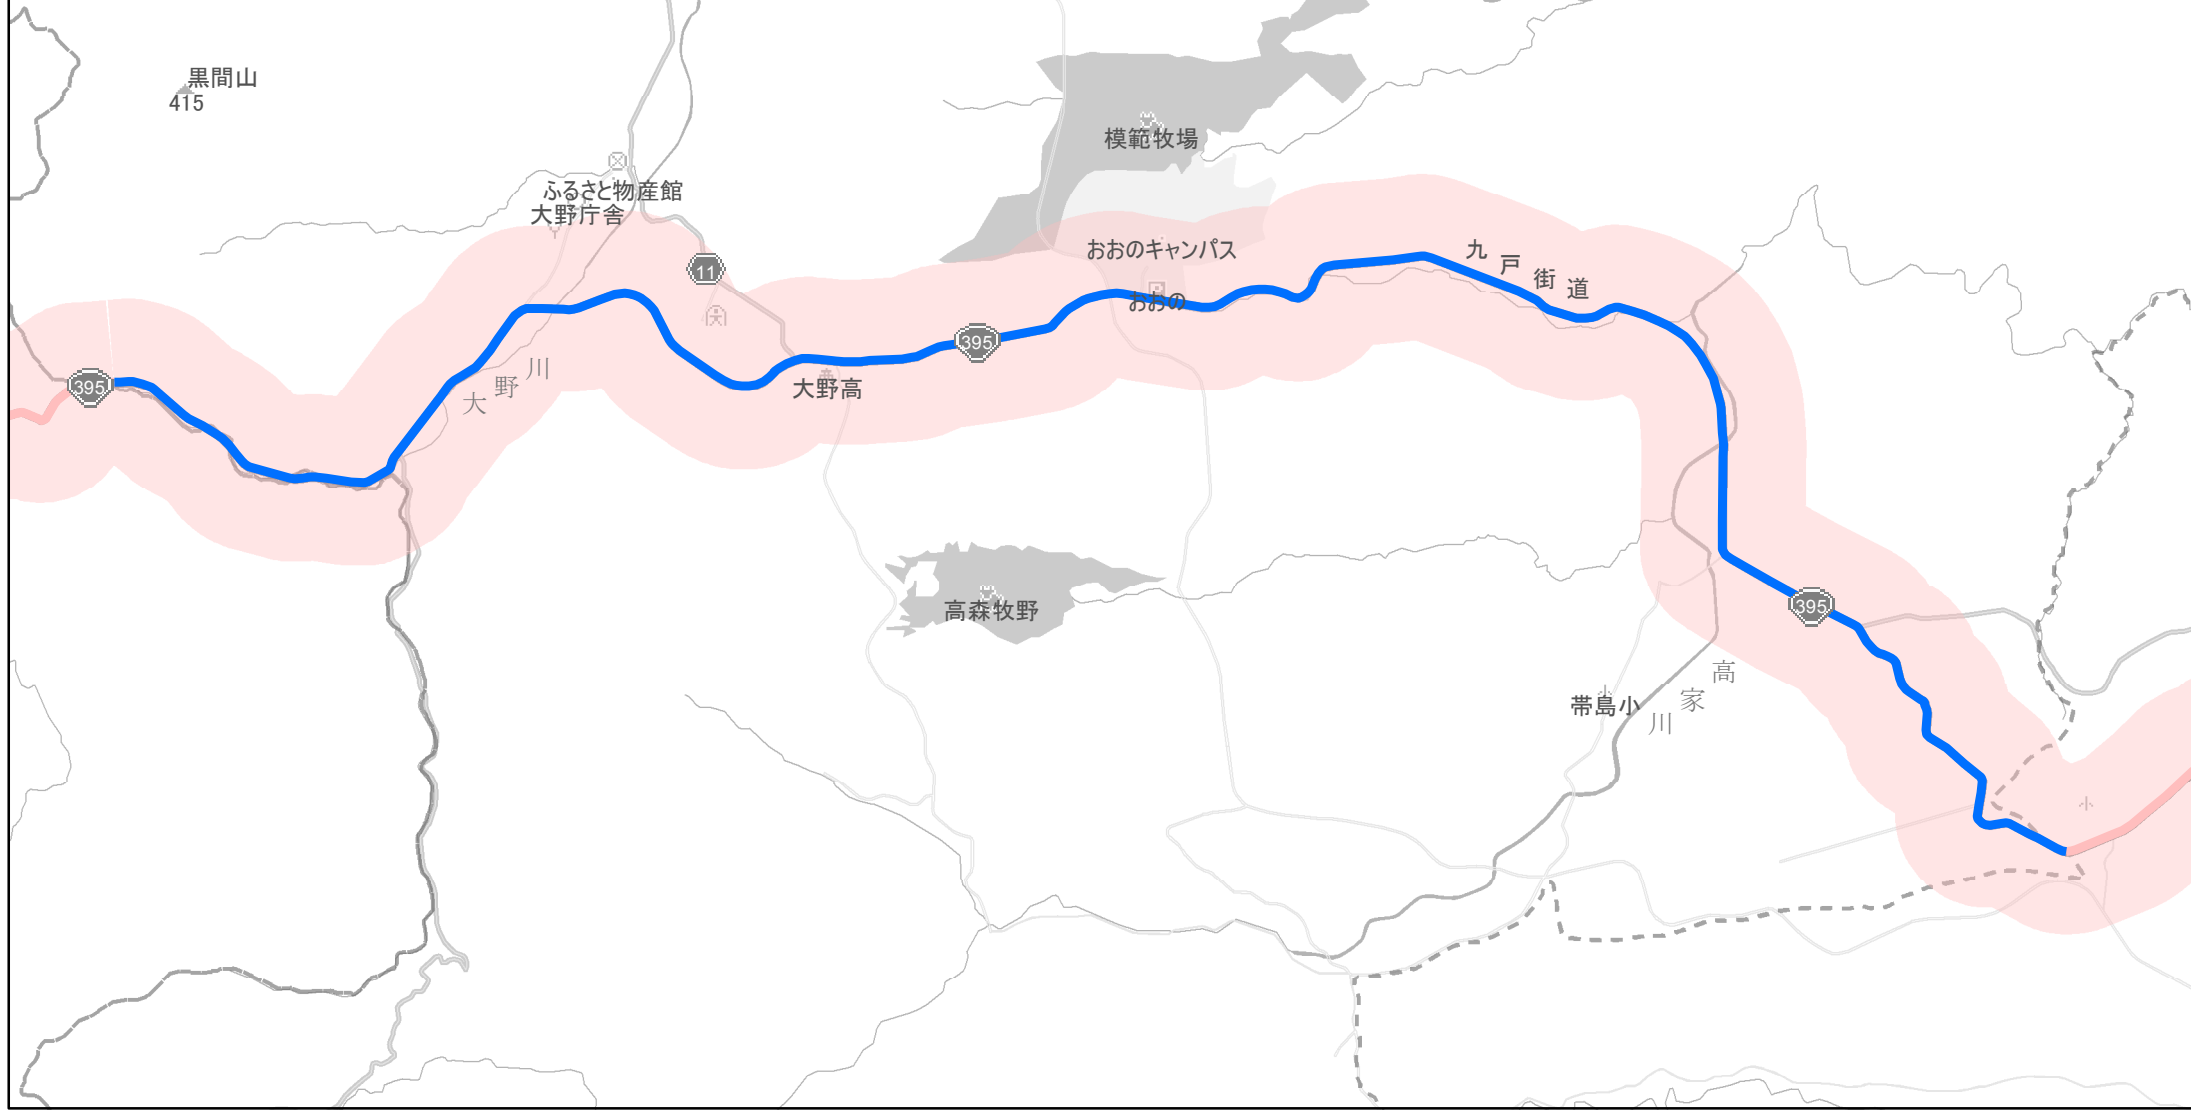 黒間山
415
模範牧場
ふるさと物産館
大野庁舎
おおのキャンパス
九戸街道
11
おおの
395
395
大野川
大野高
高森牧野
395
高家川
帯島小
小